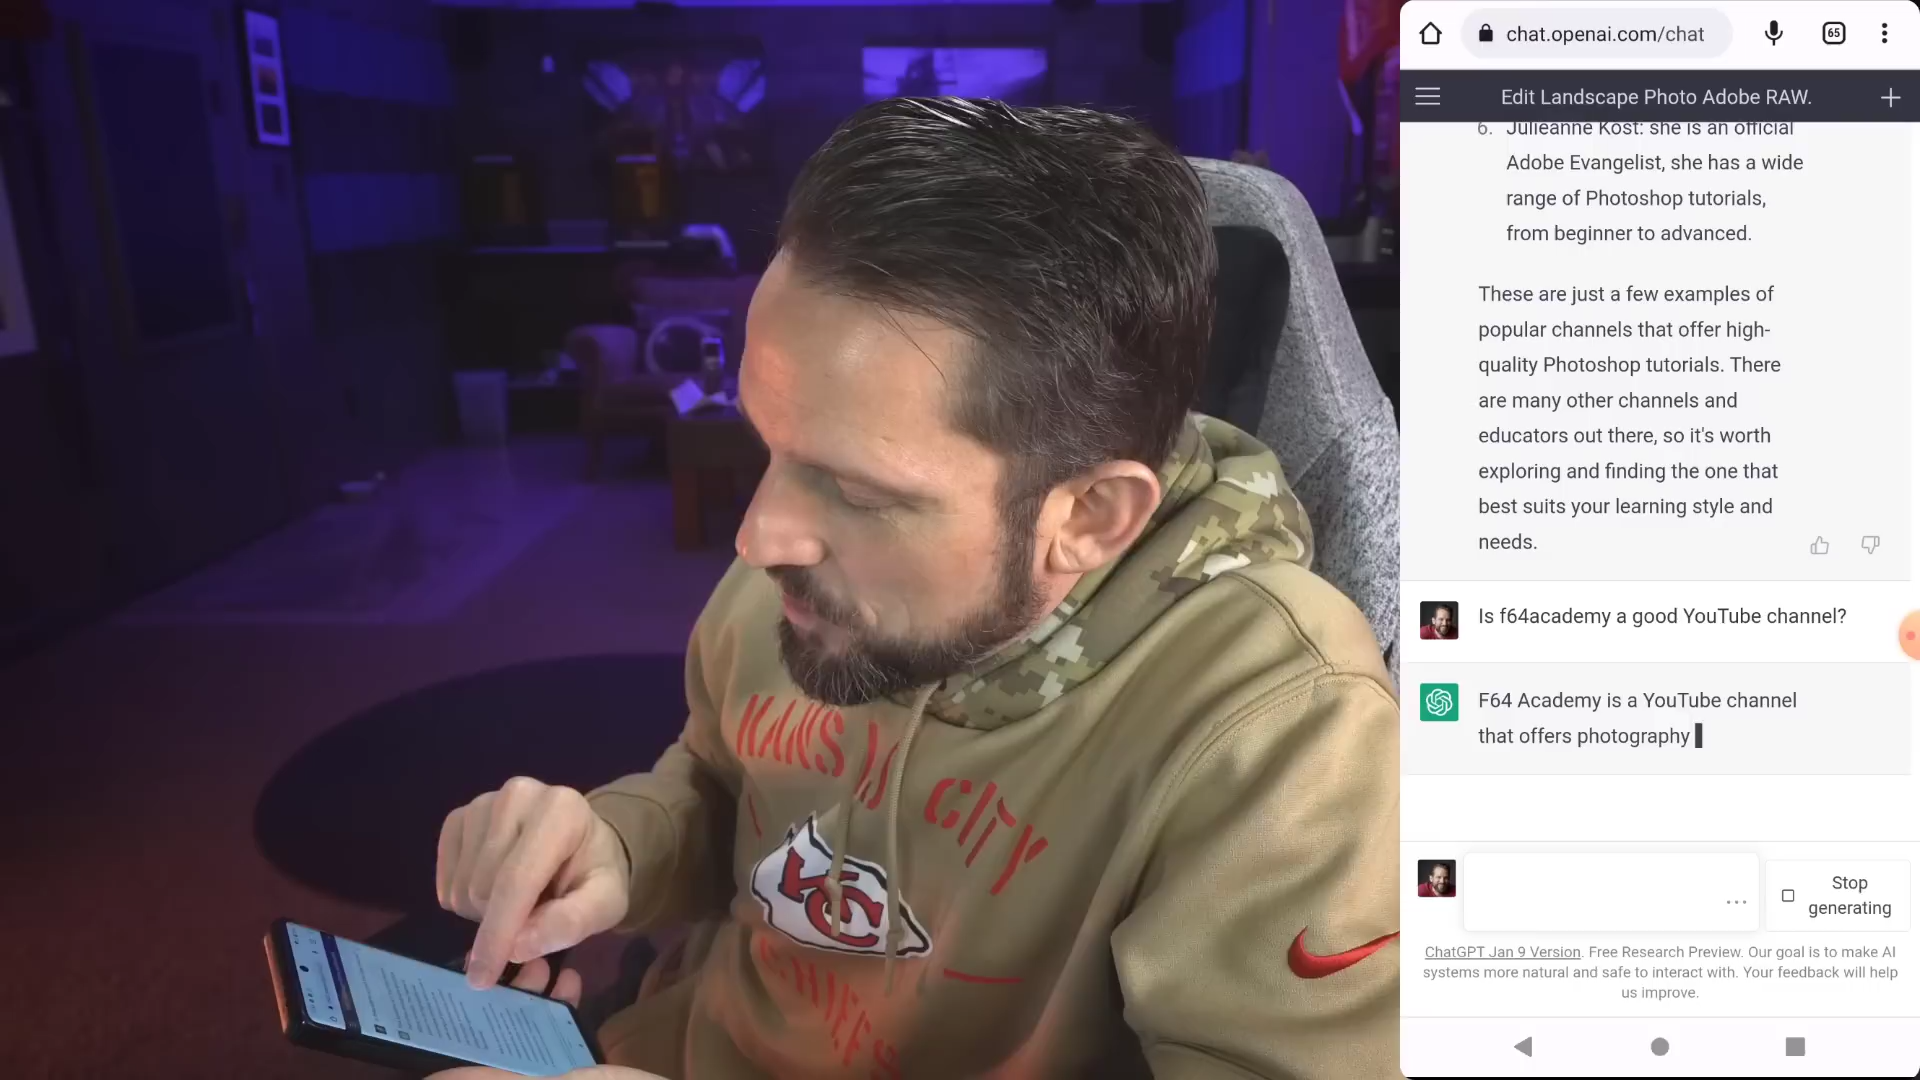 chat.openai.com/chat
65
Edit Landscape Photo Adobe RAW.
6. Julieanne Kost: she is an official
Adobe Evangelist, she has a wide
range of Photoshop tutorials,
from beginner to advanced.
These are just a few examples of
popular channels that offer high-
quality Photoshop tutorials. There
are many other channels and
educators out there, so it's worth
exploring and finding the one that
best suits your learning style and
needs.
Is f64academy a good YouTube channel?
F64 Academy is a YouTube channel
that offers photography
...
Stop
generating
ChatGPT Jan 9 Version. Free Research Preview. Our goal is to make AI
systems more natural and safe to interact with. Your feedback will help
us improve.
KANSAS CITY
KC
CHIEFS